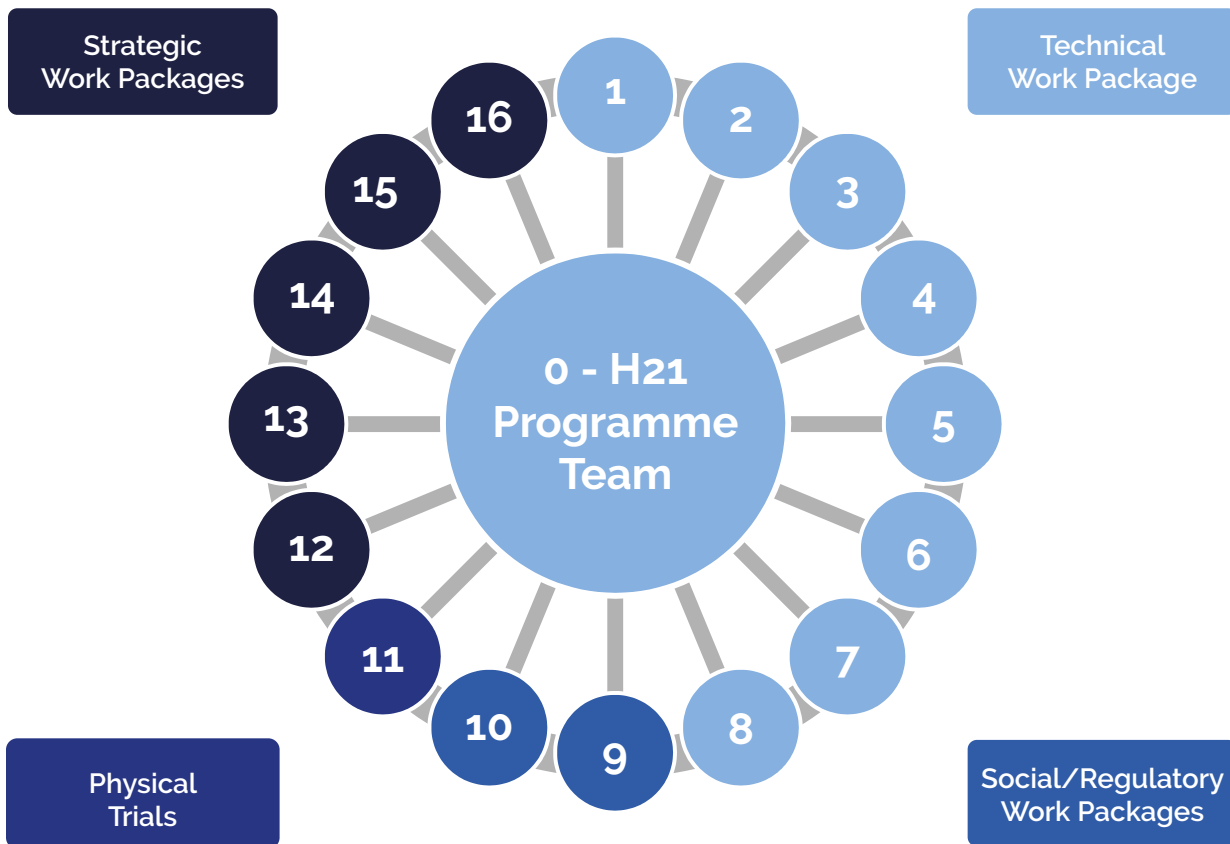 Strategic
Work Packages
Technical
Work Package
1
2
3
4
5
6
7
8
9
10
11
12
13
14
15
16
0 - H21
Programme
Team
Physical
Trials
Social/Regulatory
Work Packages